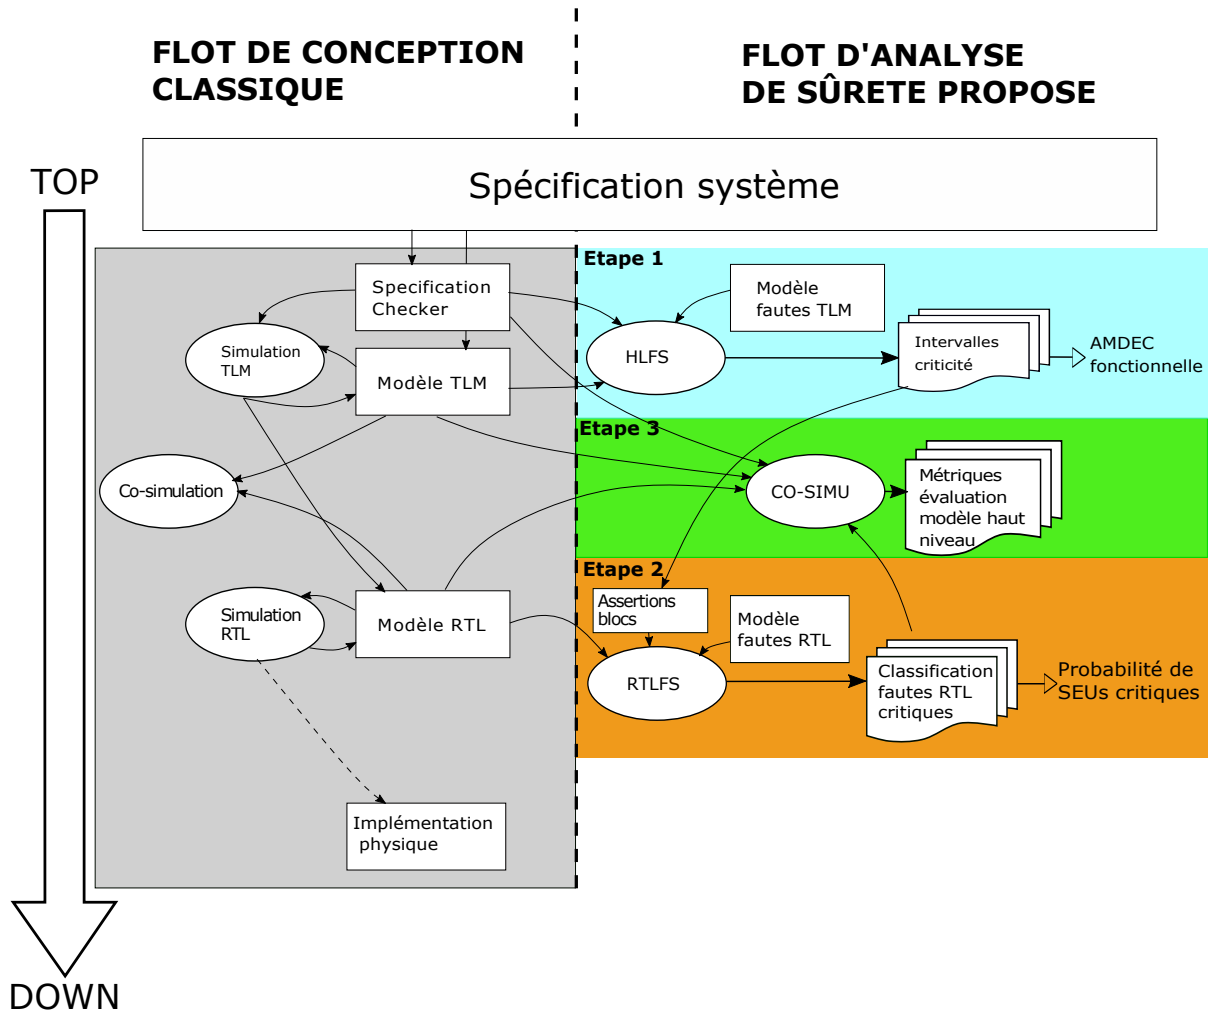 FLOT DE CONCEPTION
CLASSIQUE
FLOT D'ANALYSE
DE SÛRETE PROPOSE
TOP
Spécification système
Specification
Checker
Simulation
TLM
Modèle TLM
Co-simulation
Simulation
RTL
Modèle RTL
Implémentation
physique
Etape 1
Modèle
fautes TLM
HLFS
Intervalles
criticité
AMDEC
fonctionnelle
Etape 3
CO-SIMU
Métriques
évaluation
modèle haut
niveau
Etape 2
Assertions
blocs
Modèle
fautes RTL
RTLFS
Classification
fautes RTL
critiques
Probabilité de
SEUs critiques
DOWN